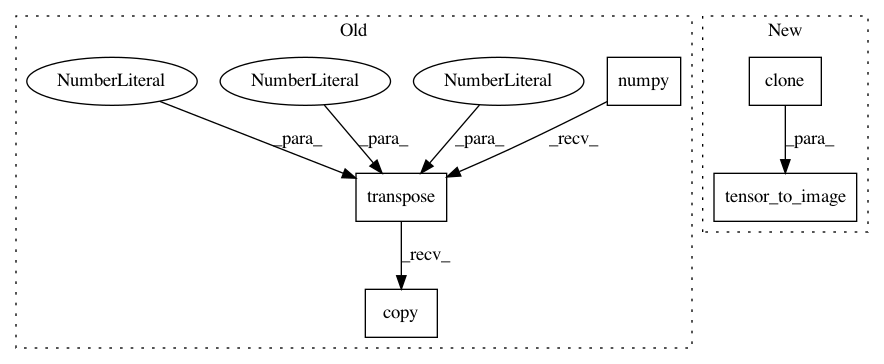 Old
New
NumberLiteral
NumberLiteral
NumberLiteral
numpy
clone
_para_
_para_
_para_
_recv_
_para_
transpose
tensor_to_image
_recv_
copy